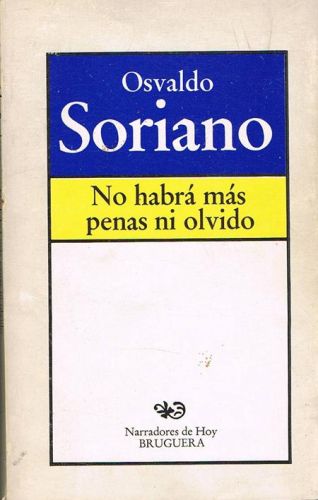 Osvaldo
Soriano
No habrá más
penas ni olvido
Narradores de Hoy
BRUGUERA